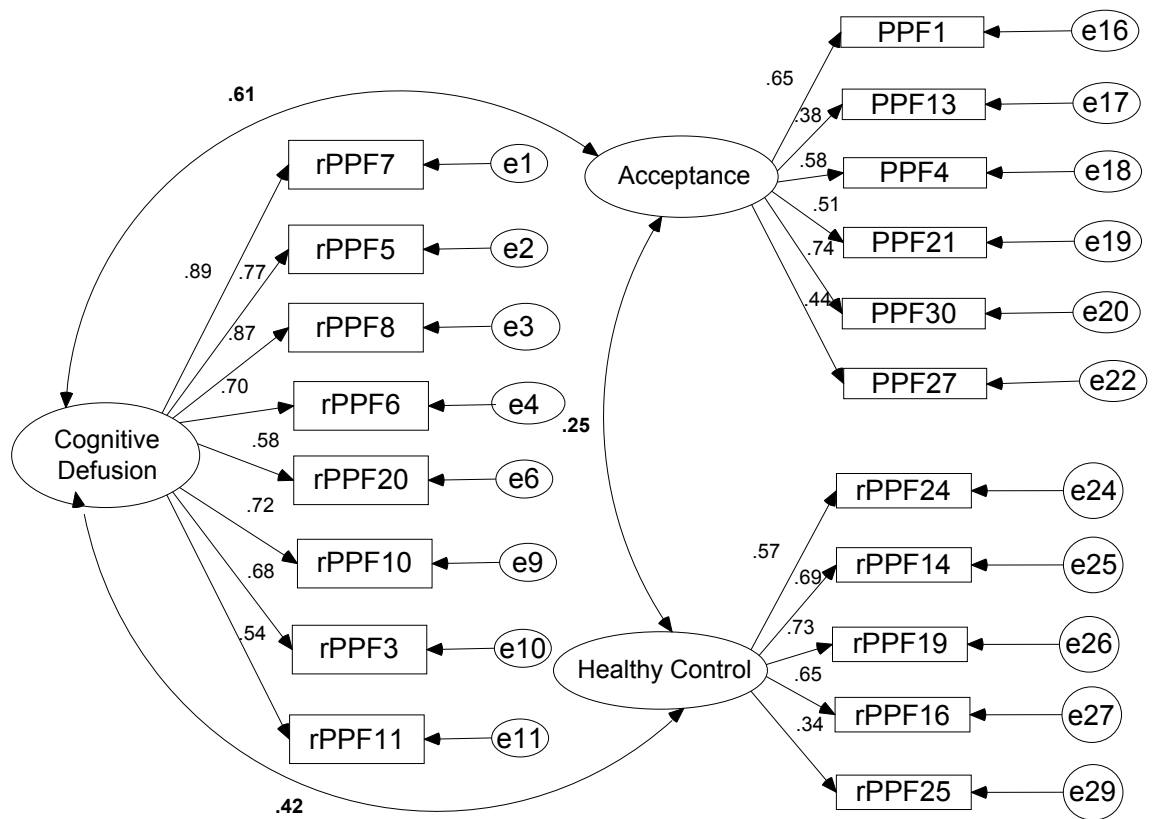 PPF1
e16
.65
PPF13
e17
.38
.61
rPPF7
e1
Acceptance
PPF4
e18
.58
.51
PPF21
e19
rPPF5
e2
.89
.77
.74
.44
PPF30
e20
rPPF8
e3
.87
.70
PPF27
e22
rPPF6
e4
.25
Cognitive
Defusion
.58
rPPF20
e6
rPPF24
e24
.72
rPPF10
e9
.57
.69
rPPF14
e25
.68
.54
rPPF3
e10
.73
rPPF19
e26
Healthy Control
.65
rPPF16
e27
.34
rPPF11
e11
rPPF25
e29
.42